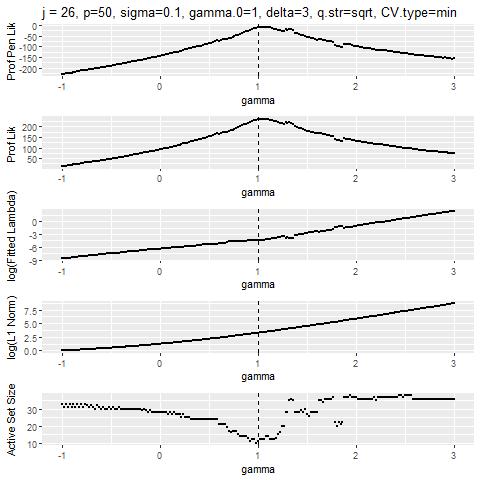 j = 26, p=50, sigma=0.1, gamma.0=1, delta=3, q.str=sqrt, CV.type=min
Prof Pen Lik
0
-50
-100
-150
-200
-1 0 1 2 3
gamma
Prof Lik
200
150
100
50
-1 0 1 2 3
gamma
log(Fitted Lambda)
0
-3
-6
-9
-1 0 1 2 3
gamma
log(L1 Norm)
7.5
5.0
2.5
0.0
-1 0 1 2 3
gamma
Active Set Size
30
20
10
-1 0 1 2 3
gamma